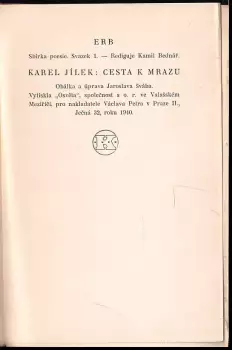 ERB
Sbírka poesie. Svazek 1. — Rediguje Kamil Bednář.
KAREL JÍLEK: CESTA K MRAZU
Obálka a úprava Jaroslava Švába.
Vytiskla „Osvěta“, společnost s o. r. ve Valašském
Meziříčí, pro nakladatele Václava Petra v Praze II.,
Ječná 32, roku 1940.